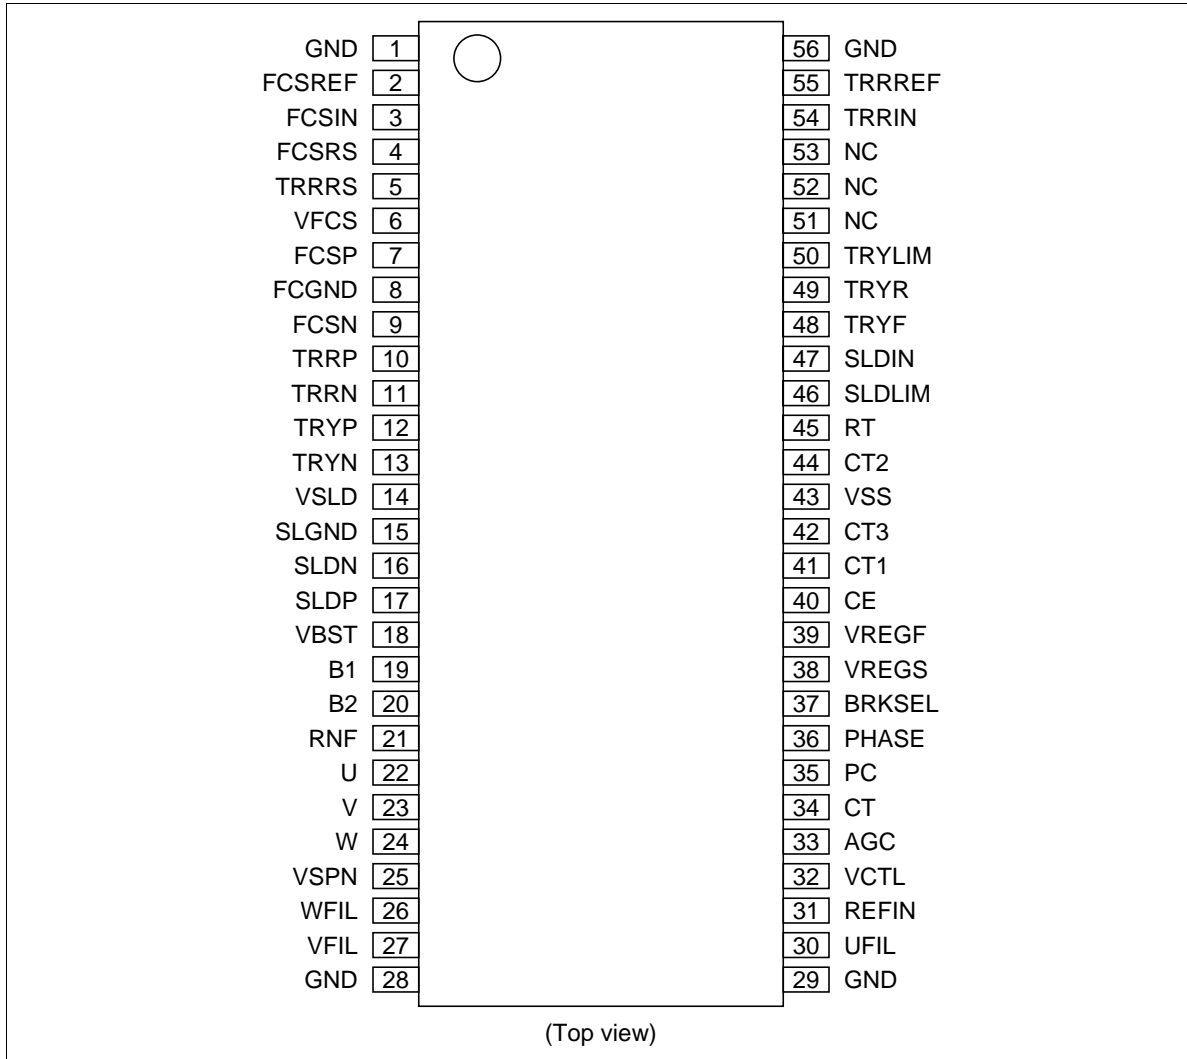 GND 1 56 GND
FCSREF 2 55 TRRREF
FCSIN 3 54 TRRIN
FCSRS 4 53 NC
TRRRS 5 52 NC
VFCS 6 51 NC
FCSP 7 50 TRYLIM
FCGND 8 49 TRYR
FCSN 9 48 TRYF
TRRP 10 47 SLDIN
TRRN 11 46 SLDLIM
TRYP 12 45 RT
TRYN 13 44 CT2
VSLD 14 43 VSS
SLGND 15 42 CT3
SLDN 16 41 CT1
SLDP 17 40 CE
VBST 18 39 VREGF
B1 19 38 VREGS
B2 20 37 BRKSEL
RNF 21 36 PHASE
U 22 35 PC
V 23 34 CT
W 24 33 AGC
VSPN 25 32 VCTL
WFIL 26 31 REFIN
VFIL 27 30 UFIL
GND 28 29 GND
(Top view)